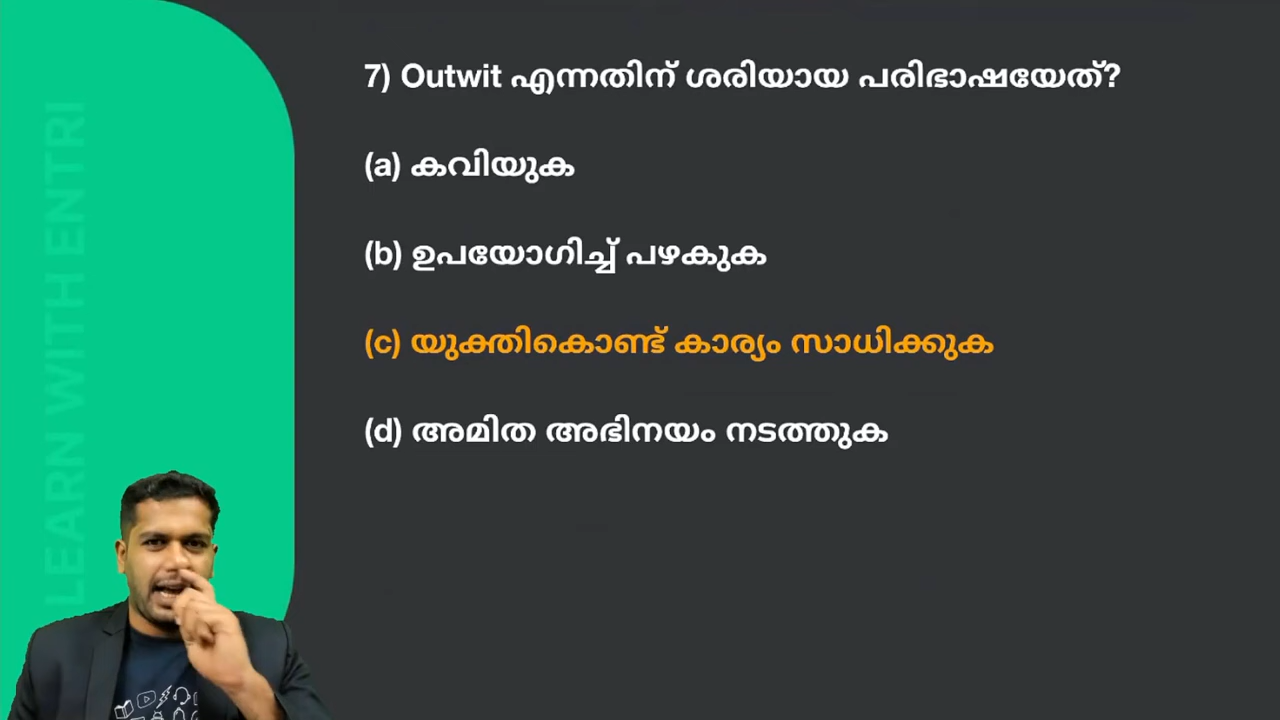 LEARN WITH ENTRI
7) Outwit എന്നതിന് ശരിയായ പരിഭാഷയേത്?
(a) കവിയുക
(b) ഉപയോഗിച്ച് പഴകുക
(c) യുക്തികൊണ്ട് കാര്യം സാധിക്കുക
(d) അമിത അഭിനയം നടത്തുക